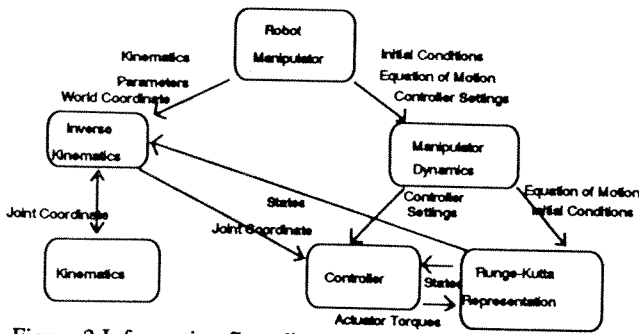 Robot
Manipulator
Kinematics
Parameters
World Coordinate
Initial Conditions
Equation of Motion
Controller Settings
Inverse
Kinematics
Manipulator
Dynamics
States
Controller
Settings
Equation of Motion
Initial Conditions
Joint Coordinate
Joint Coordinate
Kinematics
Controller
States
Runge-Kutta
Representation
Actuator Torques